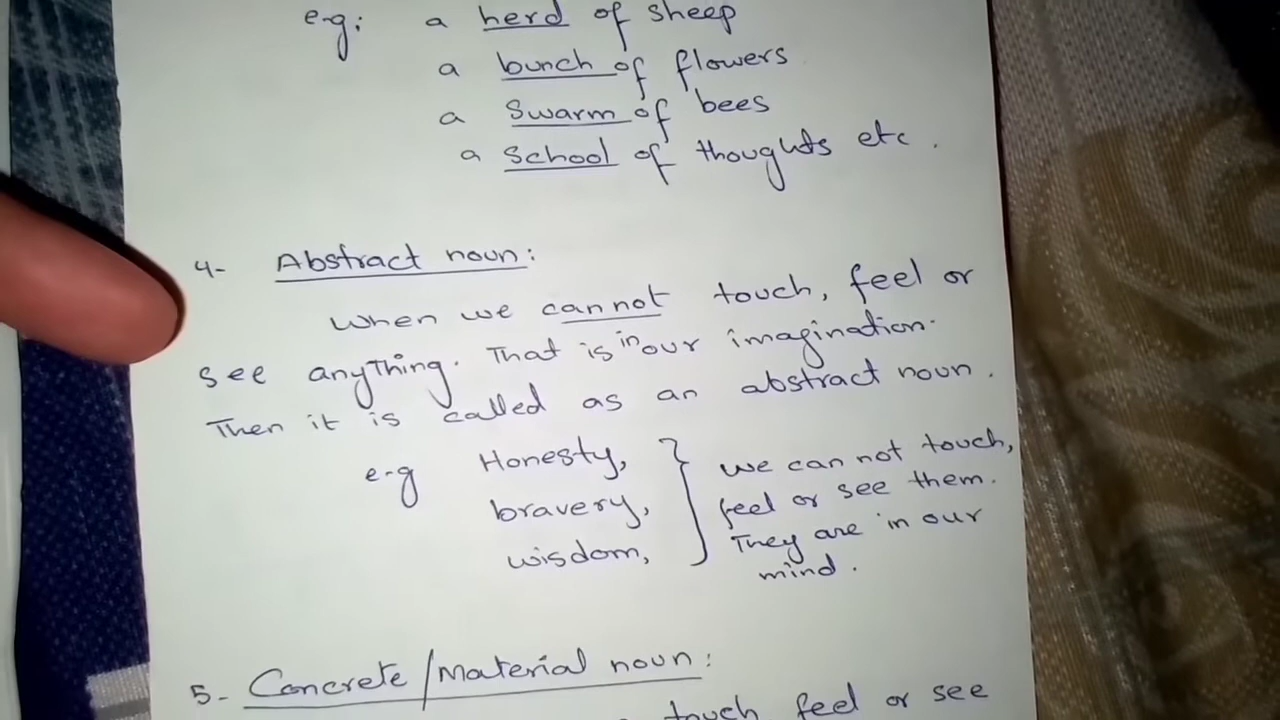 e.g: a herd of sheep
a bunch of flowers
a swarm of bees
a school of thoughts etc.
4- Abstract noun:
When we cannot touch, feel or
see anything. That is in our imagination.
Then it is called as an abstract noun.
e-g Honesty, } we can not touch,
bravery, feel or see them.
wisdom, They are in our
mind.
5- Concrete/Material noun:
touch feel or see